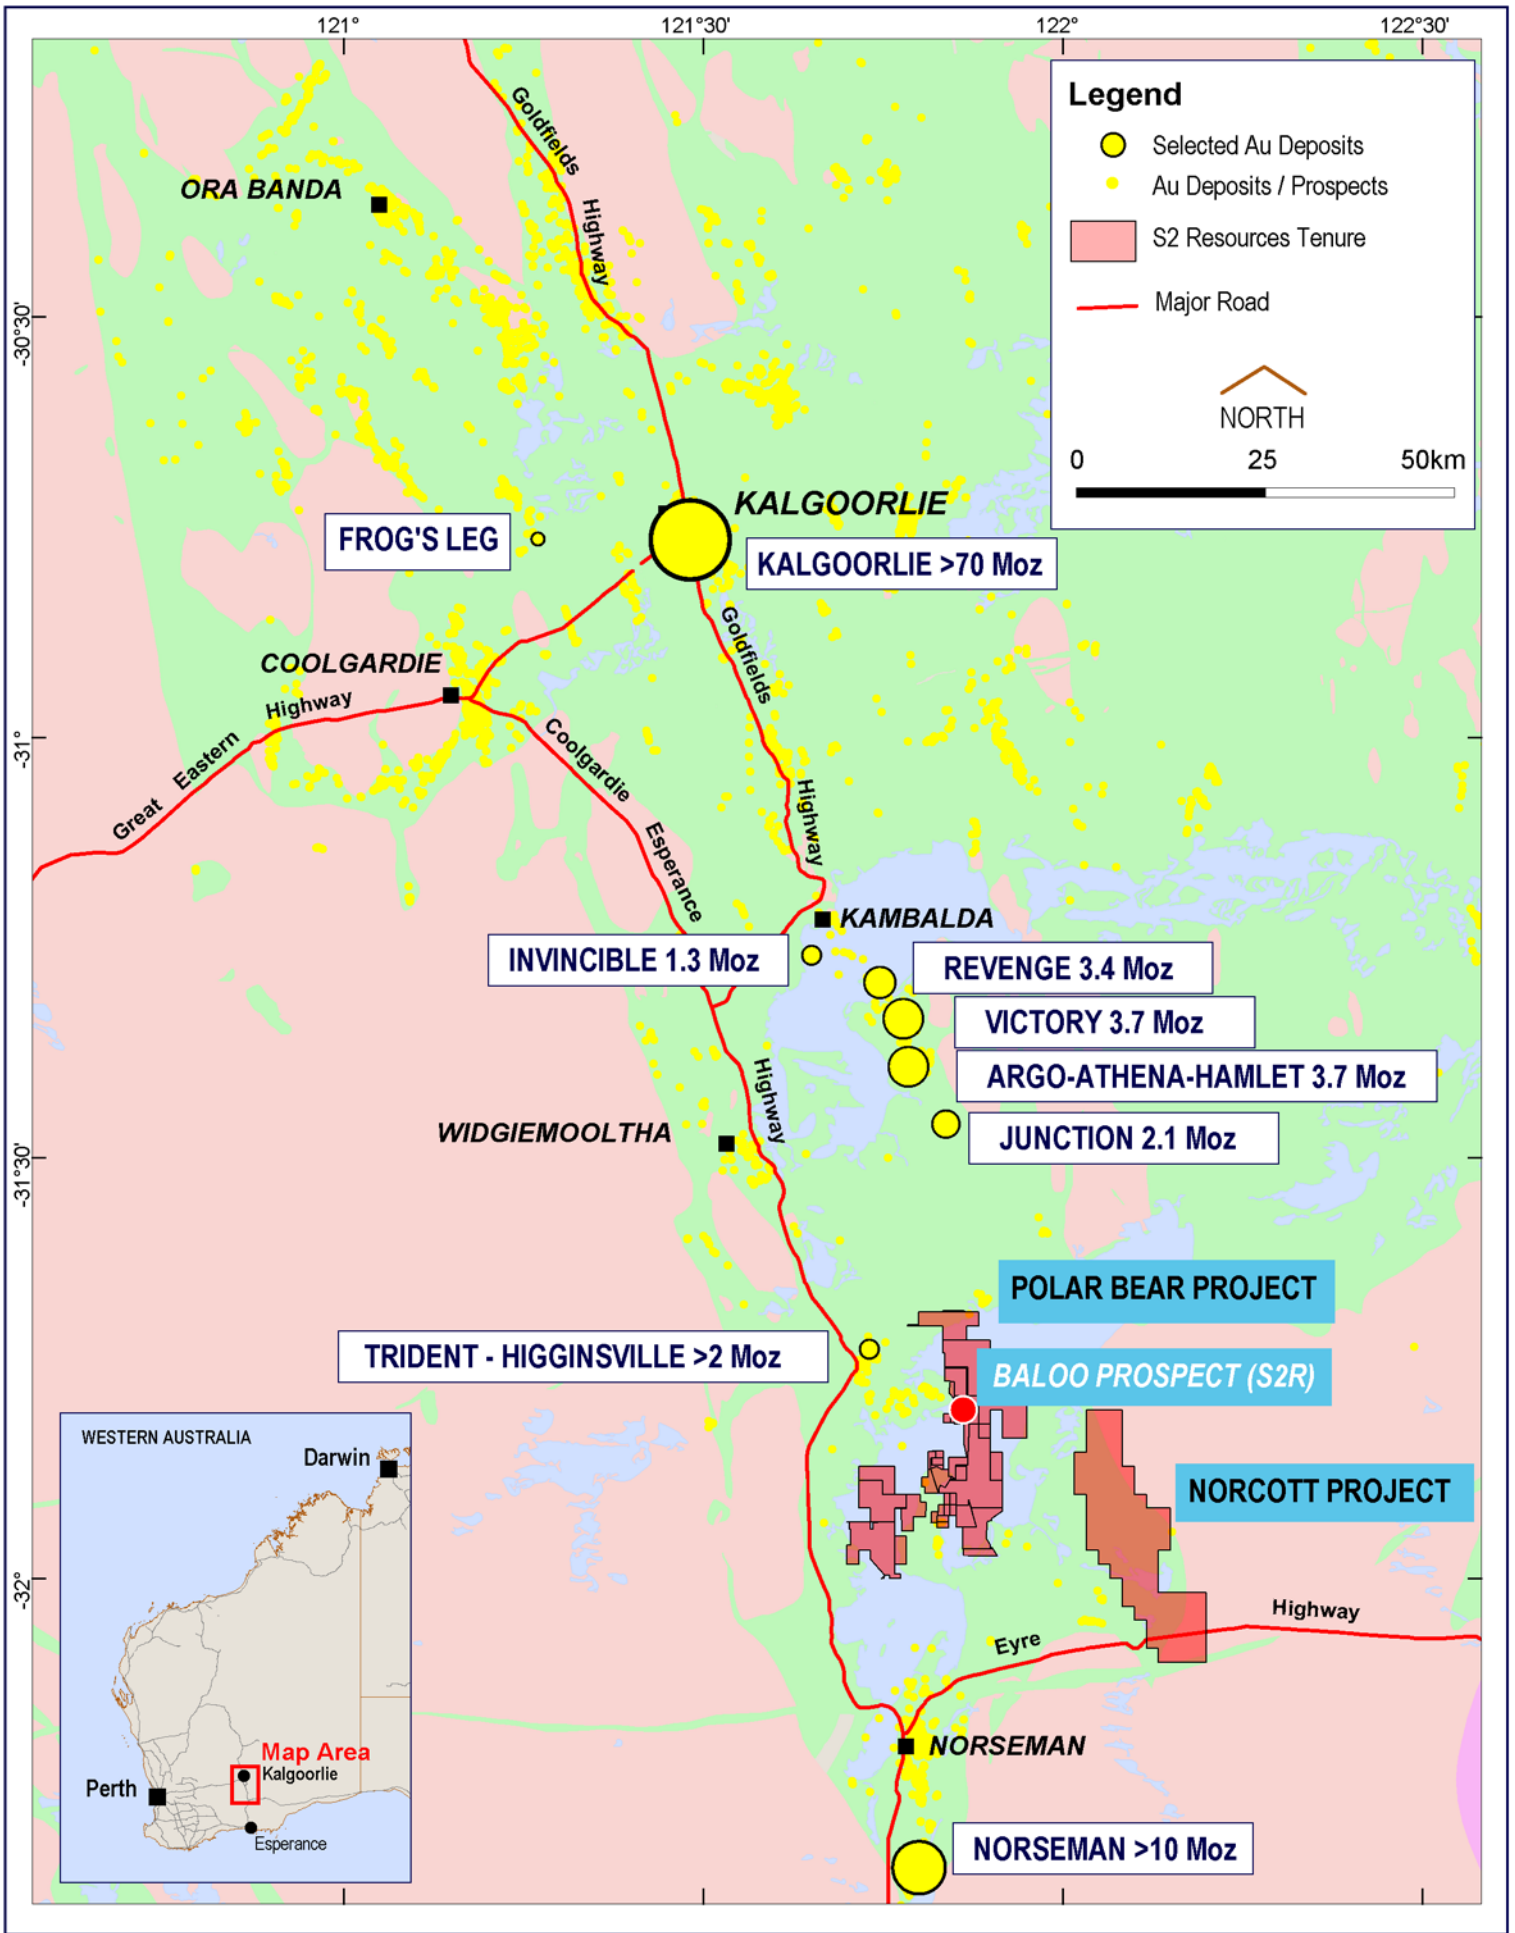 121°
121°30'
122°
122°30'
Legend
Selected Au Deposits
Au Deposits / Prospects
S2 Resources Tenure
Major Road
NORTH
0 25 50km
Goldfields
Highway
ORA BANDA
-30°30'
KALGOORLIE
FROG'S LEG
KALGOORLIE >70 Moz
Goldfields
Highway
COOLGARDIE
Great Eastern Highway
Coolgardie
Esperance
Highway
-31°
KAMBALDA
INVINCIBLE 1.3 Moz
REVENGE 3.4 Moz
VICTORY 3.7 Moz
ARGO-ATHENA-HAMLET 3.7 Moz
JUNCTION 2.1 Moz
WIDGIEMOOLTHA
-31°30'
POLAR BEAR PROJECT
TRIDENT - HIGGINSVILLE >2 Moz
BALOO PROSPECT (S2R)
NORCOTT PROJECT
-32°
Eyre Highway
NORSEMAN
NORSEMAN >10 Moz
WESTERN AUSTRALIA
Darwin
Map Area
Kalgoorlie
Perth
Esperance